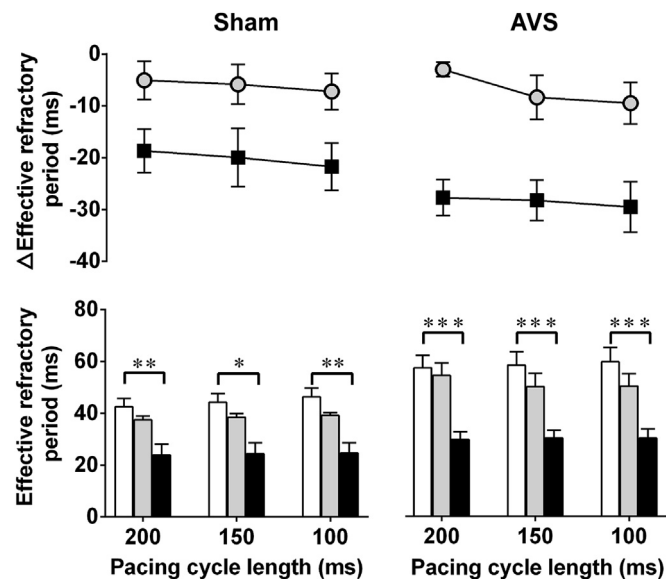 Sham
AVS
ΔEffective refractory
period (ms)
0
-10
-20
-30
-40
Effective refractory
period (ms)
80
60
40
20
0
** * **
*** *** ***
200 150 100
200 150 100
Pacing cycle length (ms)
Pacing cycle length (ms)